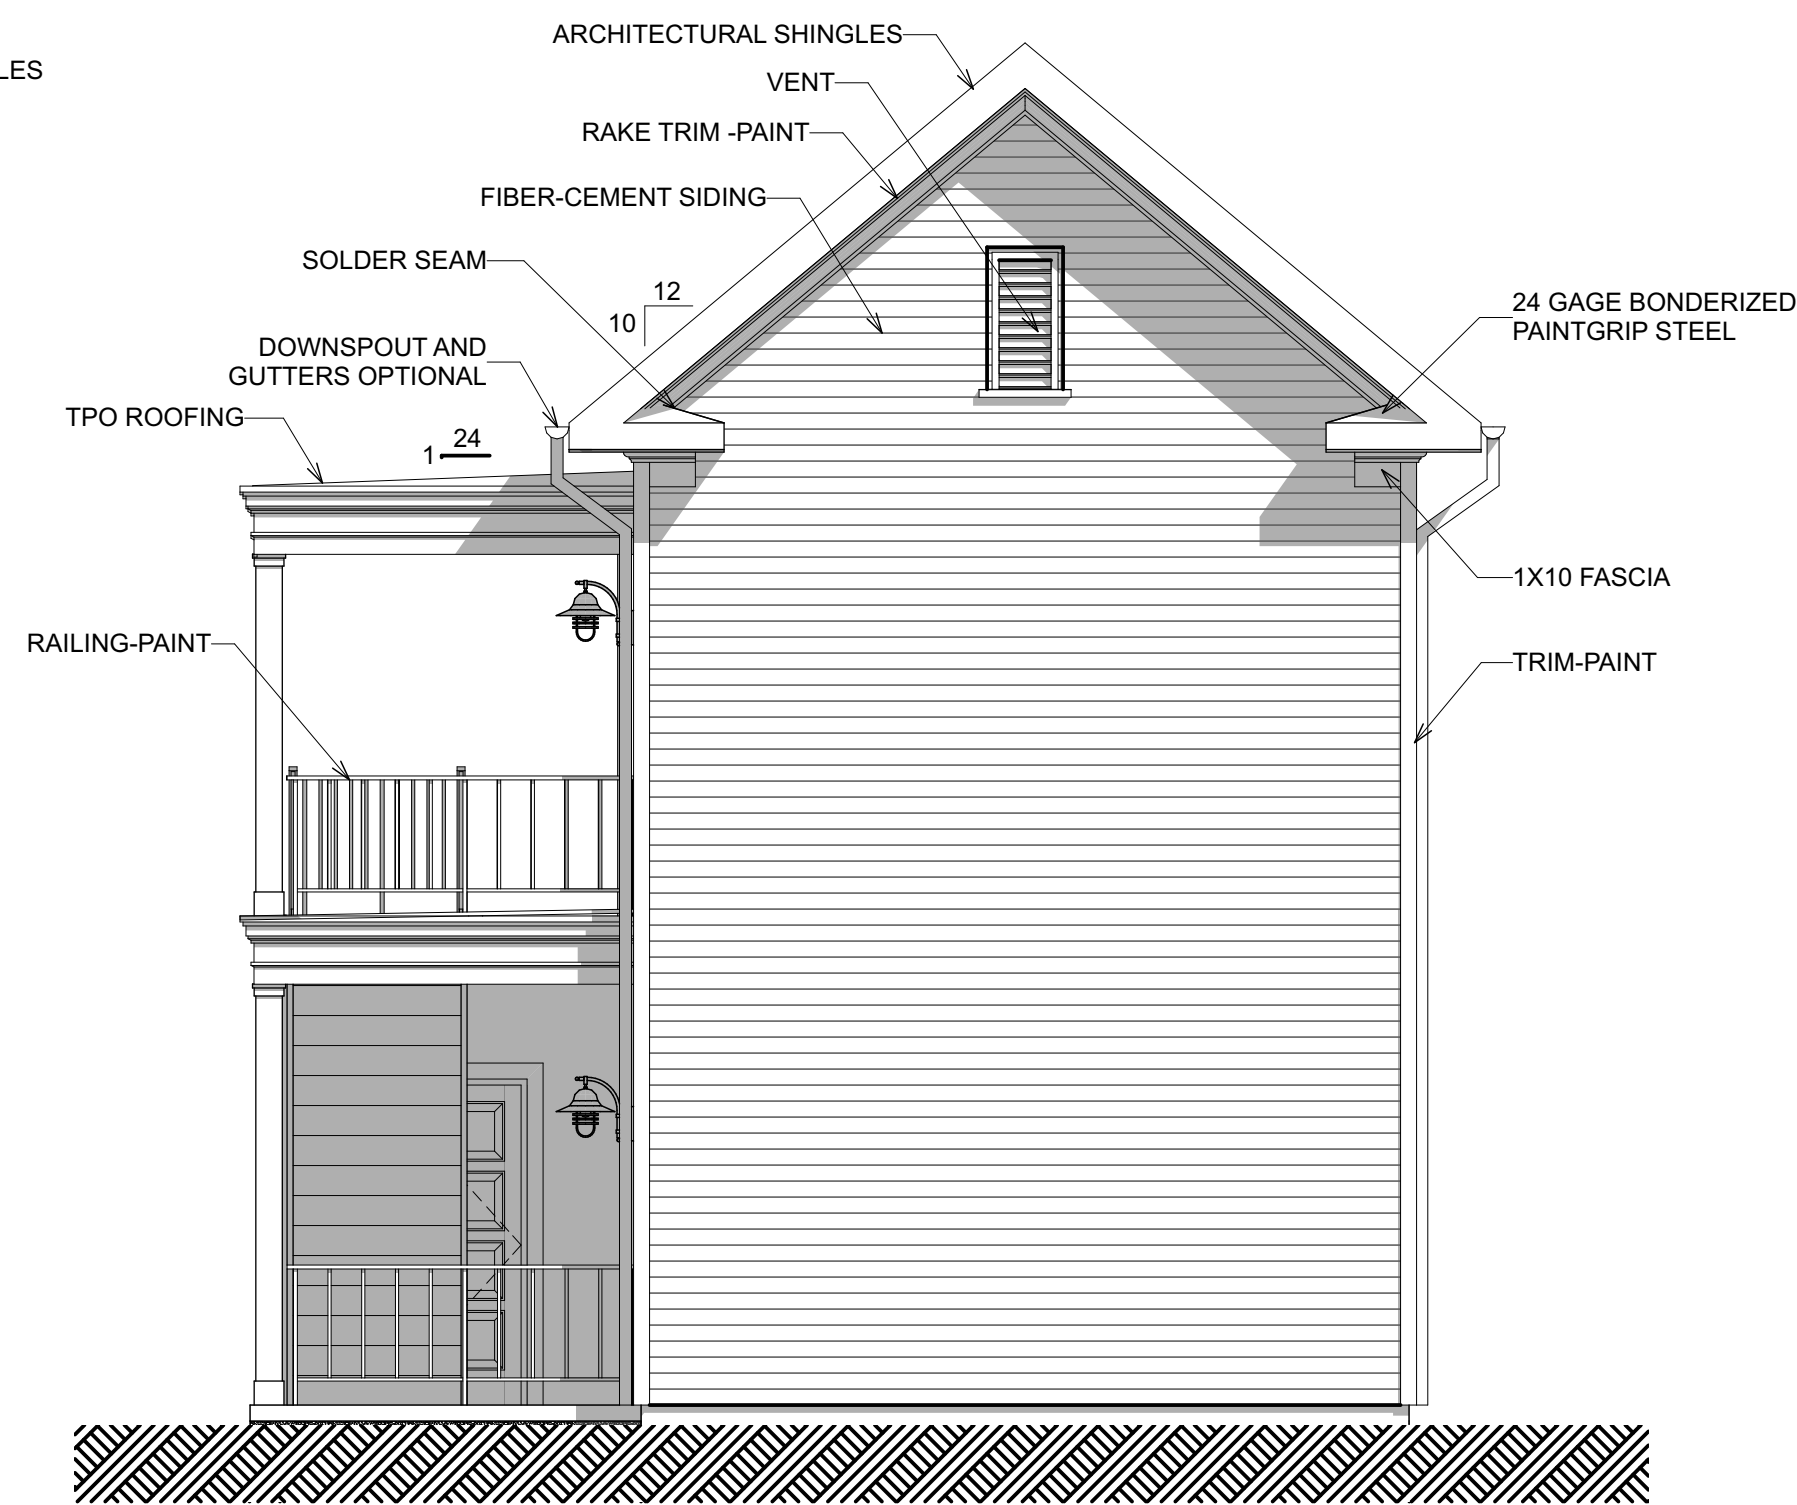 ARCHITECTURAL SHINGLES
LES
VENT
RAKE TRIM -PAINT
FIBER-CEMENT SIDING
SOLDER SEAM
12
10
24 GAGE BONDERIZED
PAINTGRIP STEEL
DOWNSPOUT AND
GUTTERS OPTIONAL
TPO ROOFING
24
1
1X10 FASCIA
RAILING-PAINT
TRIM-PAINT